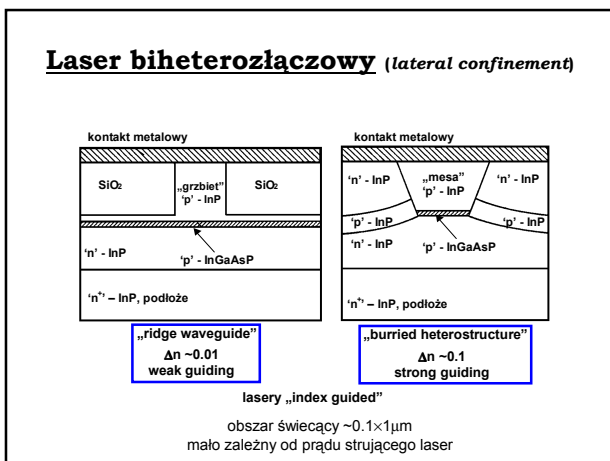 Laser biheterozłączowy (lateral confinement)
kontakt metalowy
SiO2
„grzbiet”
‘p’ - InP
SiO2
‘n’ - InP
‘p’ - InGaAsP
‘n⁺’ – InP, podłoże
„ridge waveguide”
Δn ~0.01
weak guiding
kontakt metalowy
‘n’ - InP
„mesa”
‘p’ - InP
‘n’ - InP
‘p’ - InP
‘p’ - InP
‘n’ - InP
‘p’ - InGaAsP
‘n⁺’ – InP, podłoże
„burried heterostructure”
Δn ~0.1
strong guiding
lasery „index guided”
obszar świecący ~0.1×1μm
mało zależny od prądu strującego laser